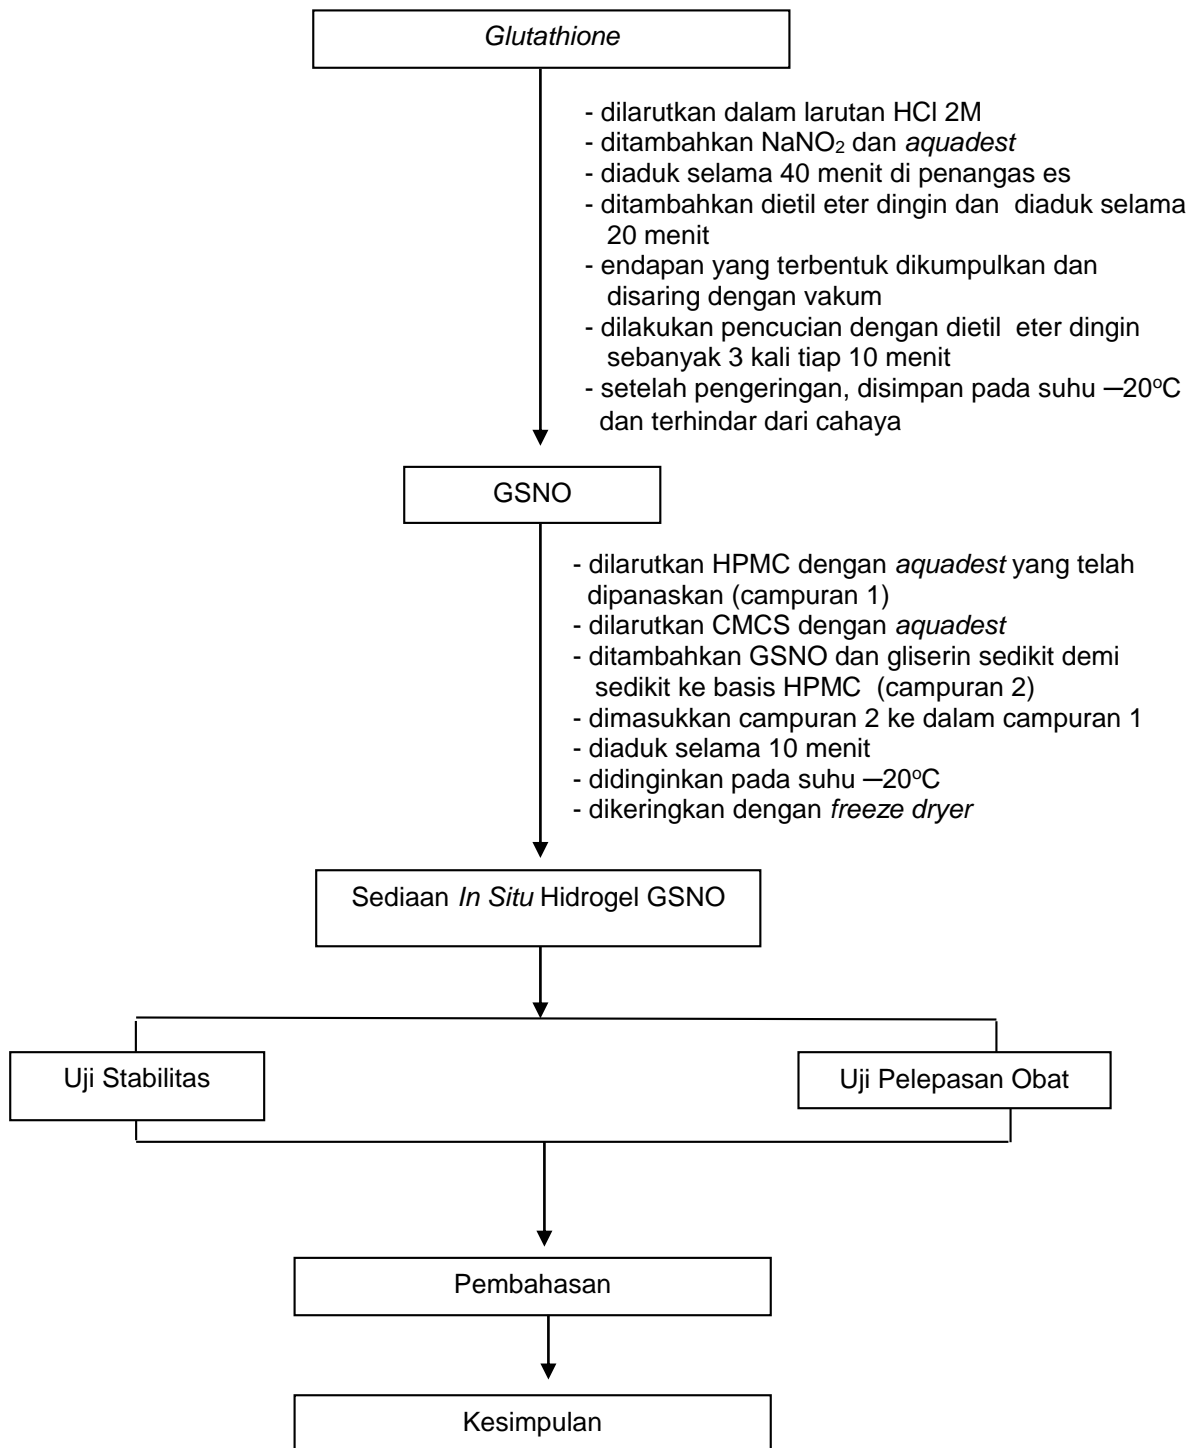 Glutathione
- dilarutkan dalam larutan HCl 2M
- ditambahkan NaNO₂ dan aquadest
- diaduk selama 40 menit di penangas es
- ditambahkan dietil eter dingin dan diaduk selama
20 menit
- endapan yang terbentuk dikumpulkan dan
disaring dengan vakum
- dilakukan pencucian dengan dietil eter dingin
sebanyak 3 kali tiap 10 menit
- setelah pengeringan, disimpan pada suhu ─20°C
dan terhindar dari cahaya
GSNO
- dilarutkan HPMC dengan aquadest yang telah
dipanaskan (campuran 1)
- dilarutkan CMCS dengan aquadest
- ditambahkan GSNO dan gliserin sedikit demi
sedikit ke basis HPMC (campuran 2)
- dimasukkan campuran 2 ke dalam campuran 1
- diaduk selama 10 menit
- didinginkan pada suhu ─20°C
- dikeringkan dengan freeze dryer
Sediaan In Situ Hidrogel GSNO
Uji Stabilitas
Uji Pelepasan Obat
Pembahasan
Kesimpulan